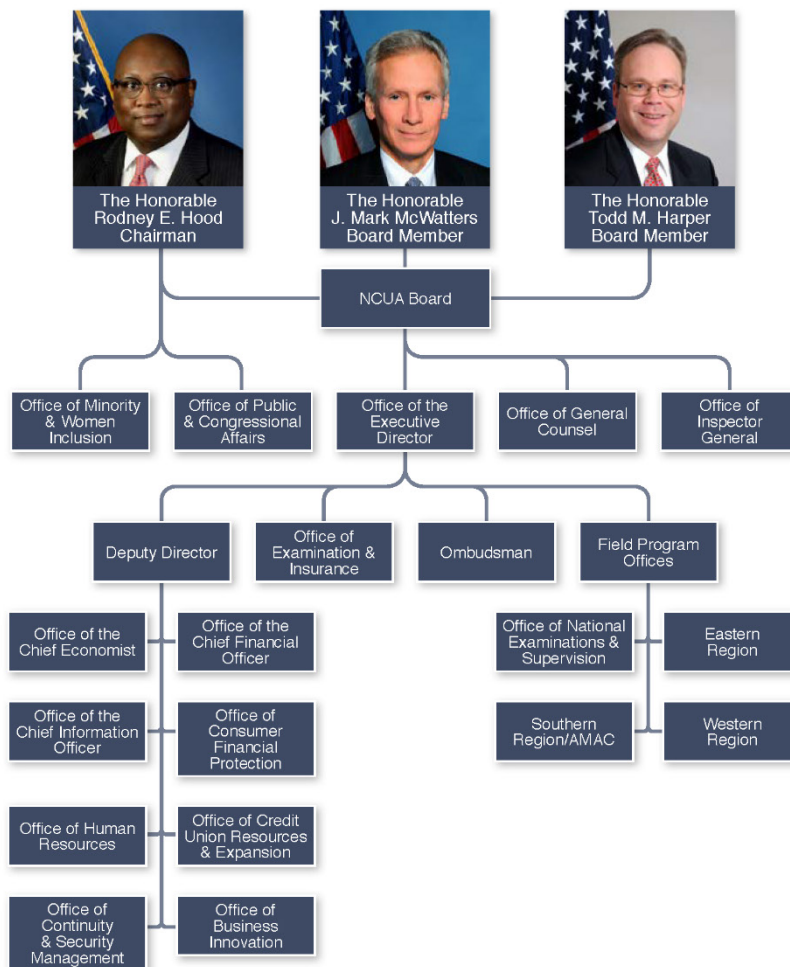 The Honorable
Rodney E. Hood
Chairman
The Honorable
J. Mark McWatters
Board Member
The Honorable
Todd M. Harper
Board Member
NCUA Board
Office of Minority
& Women
Inclusion
Office of Public
& Congressional
Affairs
Office of the
Executive
Director
Office of General
Counsel
Office of
Inspector
General
Deputy Director
Office of
Examination &
Insurance
Ombudsman
Field Program
Offices
Office of the
Chief Economist
Office of the
Chief Financial
Officer
Office of National
Examinations &
Supervision
Eastern
Region
Office of the
Chief Information
Officer
Office of
Consumer
Financial
Protection
Southern
Region/AMAC
Western
Region
Office of Human
Resources
Office of Credit
Union Resources
& Expansion
Office of
Continuity
& Security
Management
Office of
Business
Innovation